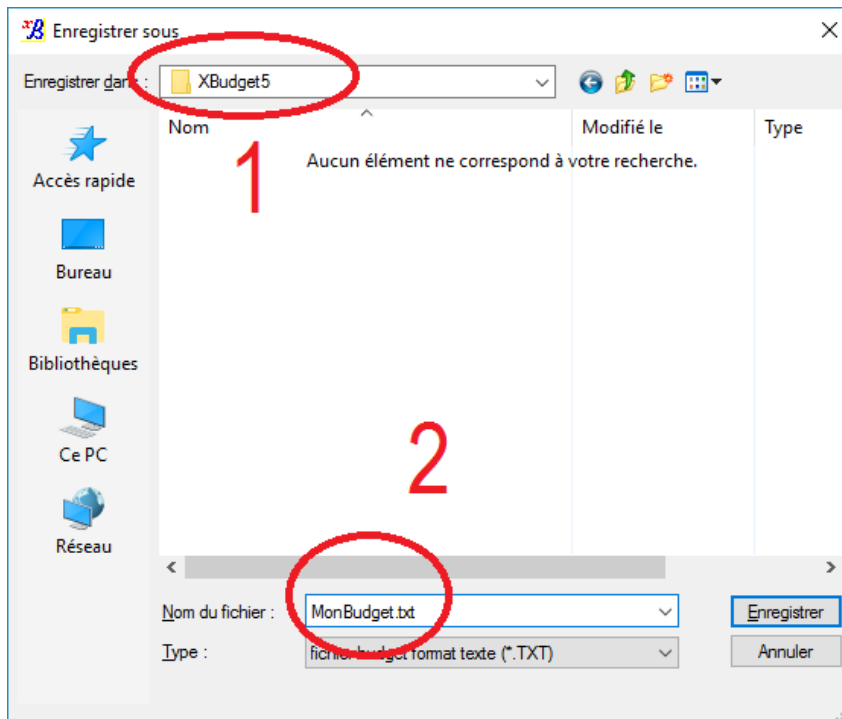 xB Enregistrer sous
Enregistrer dans : XBudget5
Nom Modifié le Type
1
Aucun élément ne correspond à votre recherche.
Accès rapide
Bureau
Bibliothèques
Ce PC
2
Réseau
Nom du fichier : MonBudget.txt Enregistrer
Type : fichier budget format texte (*.TXT) Annuler